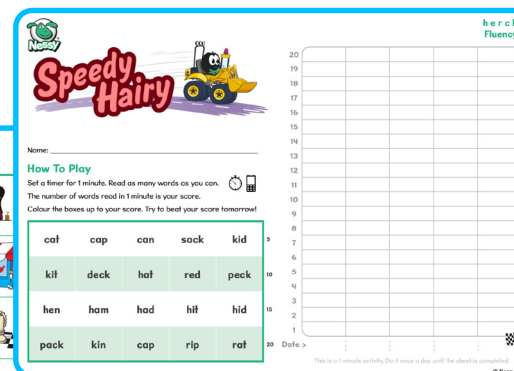 Nessy
Speedy
Hairy
Name:
How To Play
Set a timer for 1 minute. Read as many words as you can.
The number of words read in 1 minute is your score.
Colour the boxes up to your score. Try to beat your score tomorrow!
cat cap can sack kid 5
kit deck hat red peck 10
hen ham had hit hid 15
pack kin cap rip rat 20
h e r c
Fluency
20
19
18
17
16
15
14
13
12
11
10
9
8
7
6
5
4
3
2
1
Date >
This is a 1 minute activity. Do it once a day until the sheet is completed.